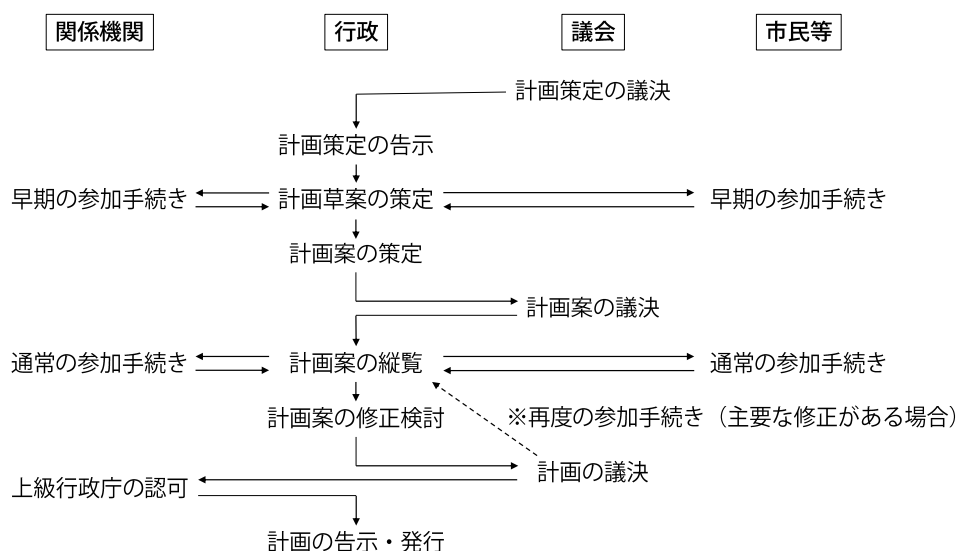 関係機関 行政 議会 市民等
計画策定の議決
計画策定の告示
早期の参加手続き 計画草案の策定 早期の参加手続き
計画案の策定
計画案の議決
通常の参加手続き 計画案の縦覧 通常の参加手続き
計画案の修正検討 ※再度の参加手続き（主要な修正がある場合）
計画の議決
上級行政庁の認可
計画の告示・発行